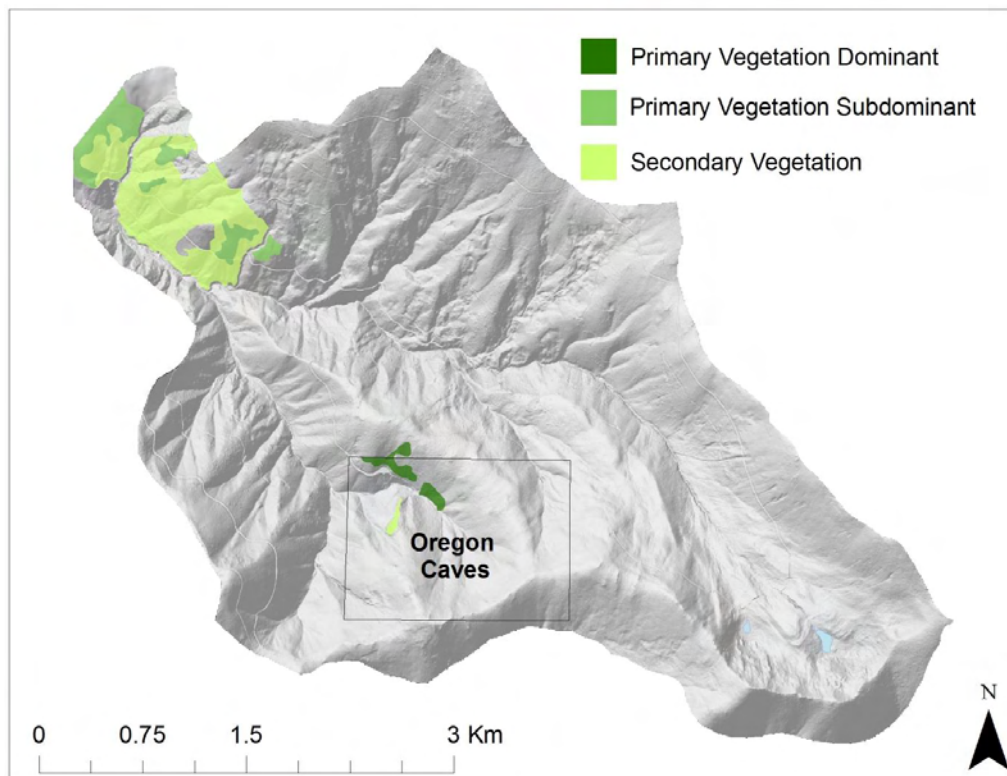 Primary Vegetation Dominant
Primary Vegetation Subdominant
Secondary Vegetation
Oregon
Caves
N
0 0.75 1.5 3 Km